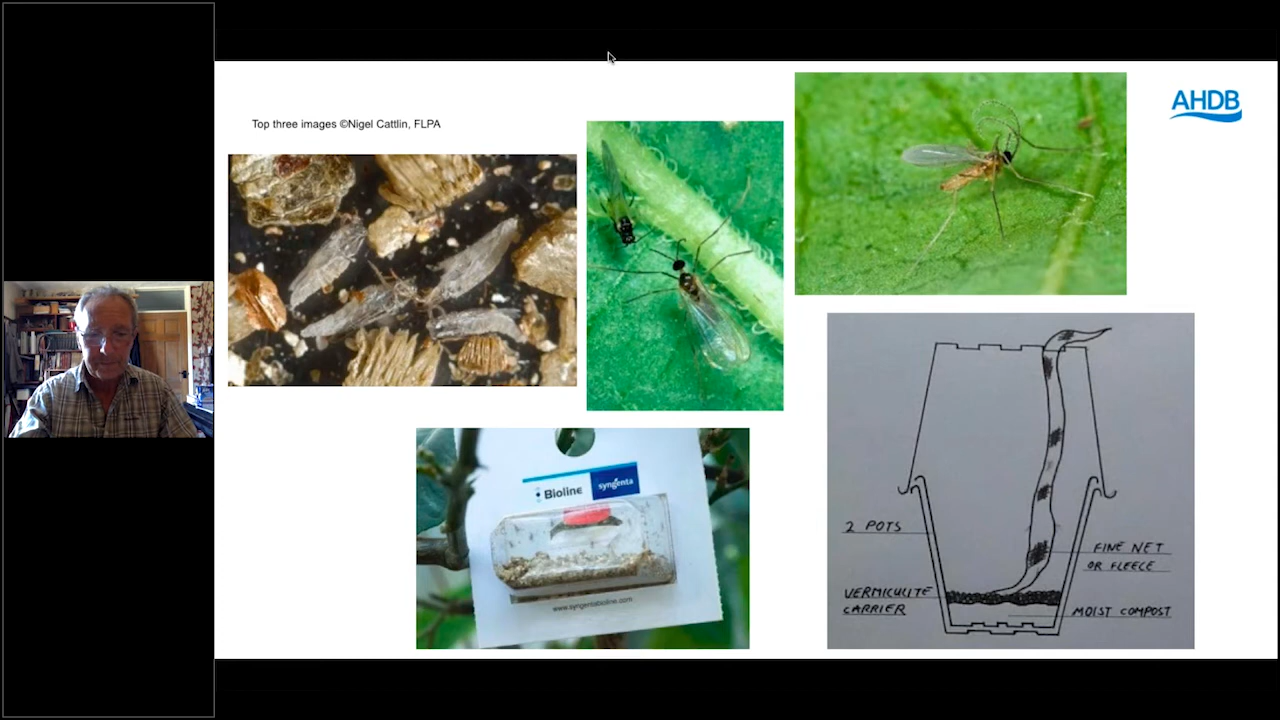 Top three images ©Nigel Cattlin, FLPA
AHDB
Bioline
syngenta
www.syngentabioline.com
2 POTS
FINE NET
OR FLEECE
VERMICULITE
CARRIER
MOIST COMPOST